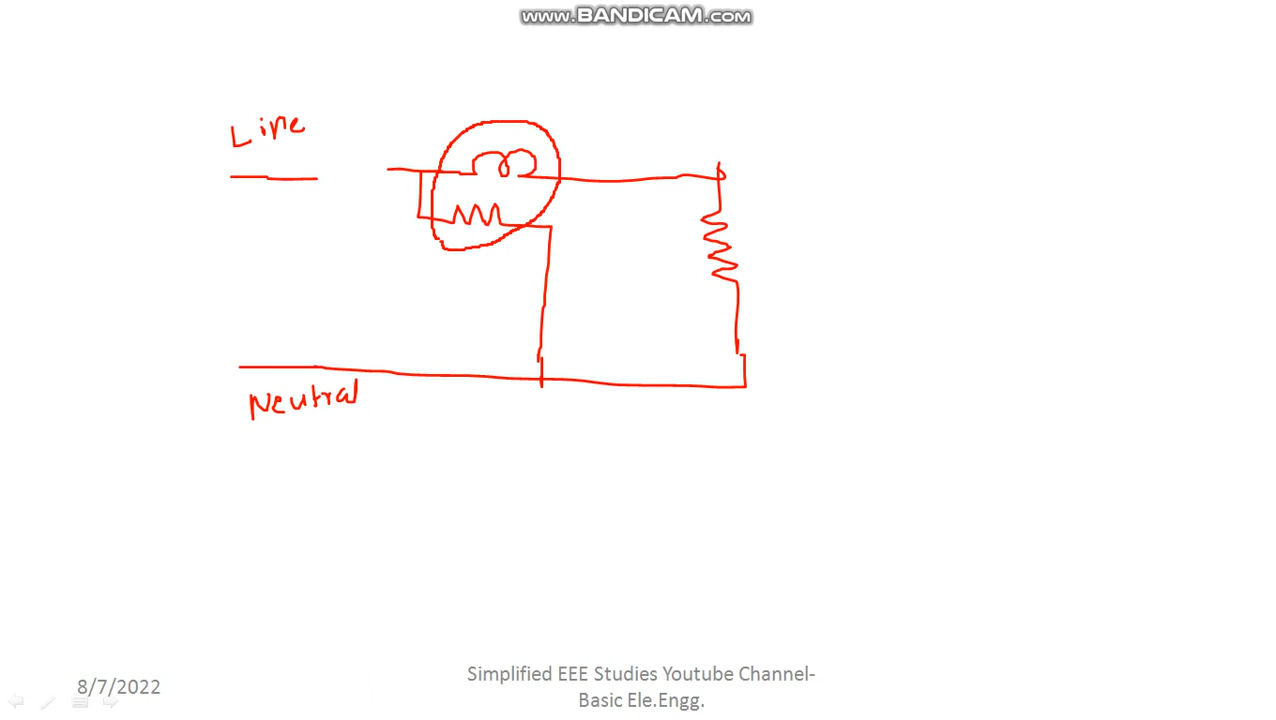 www.BANDICAM.com
Line
Neutral
8/7/2022
Simplified EEE Studies Youtube Channel-
Basic Ele.Engg.